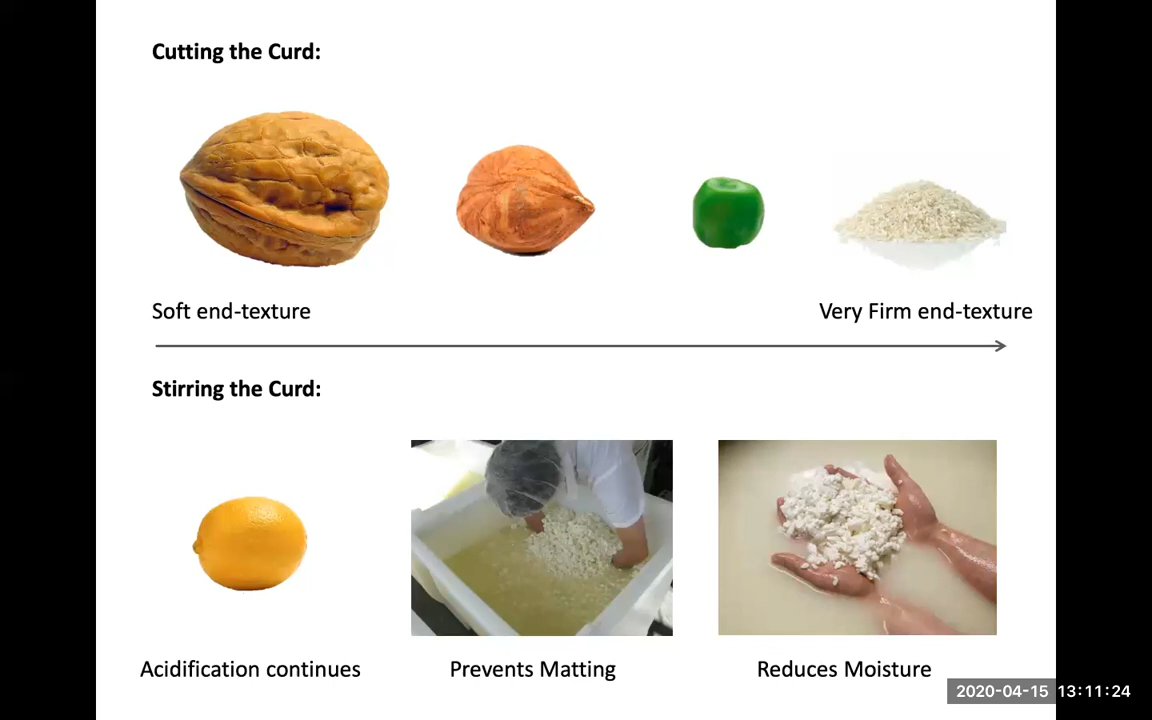 Cutting the Curd:
Soft end-texture
Very Firm end-texture
Stirring the Curd:
Acidification continues
Prevents Matting
Reduces Moisture
2020-04-15 13:11:24